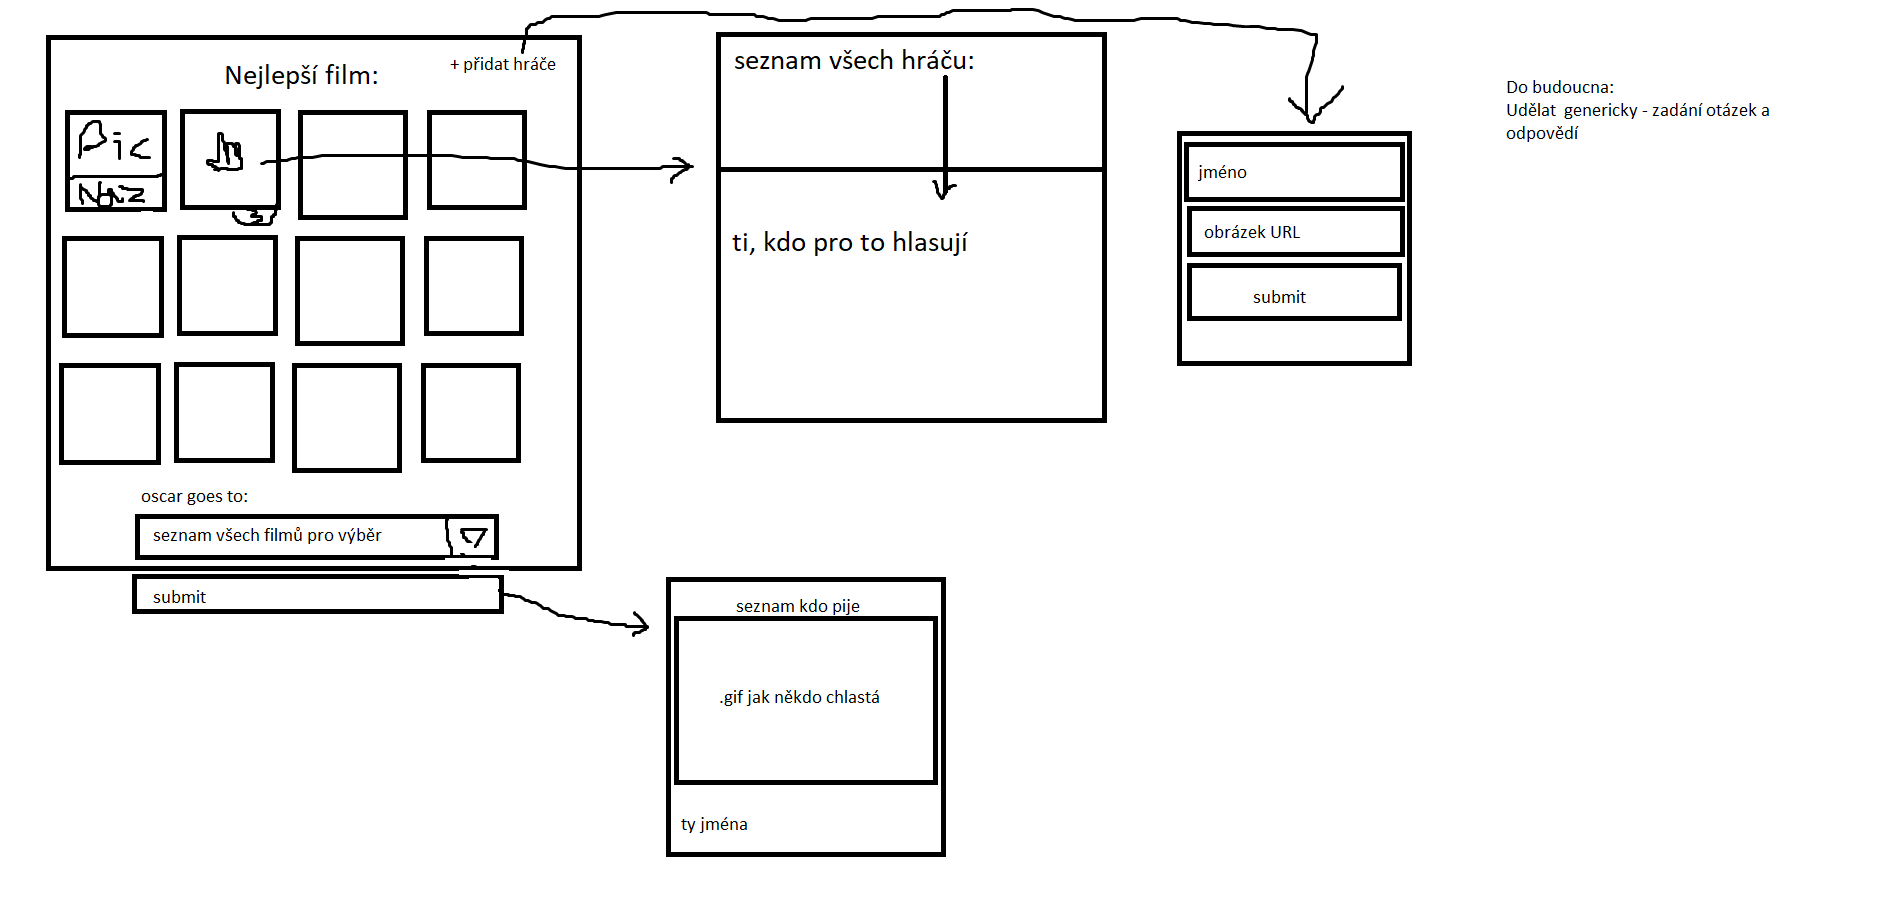 Nejlepší film:
+ přidat hráče
Pic
Naz
oscar goes to:
seznam všech filmů pro výběr
submit
seznam všech hráču:
ti, kdo pro to hlasují
jméno
obrázek URL
submit
Do budoucna:
Udělat genericky - zadání otázek a
odpovědí
seznam kdo pije
.gif jak někdo chlastá
ty jména